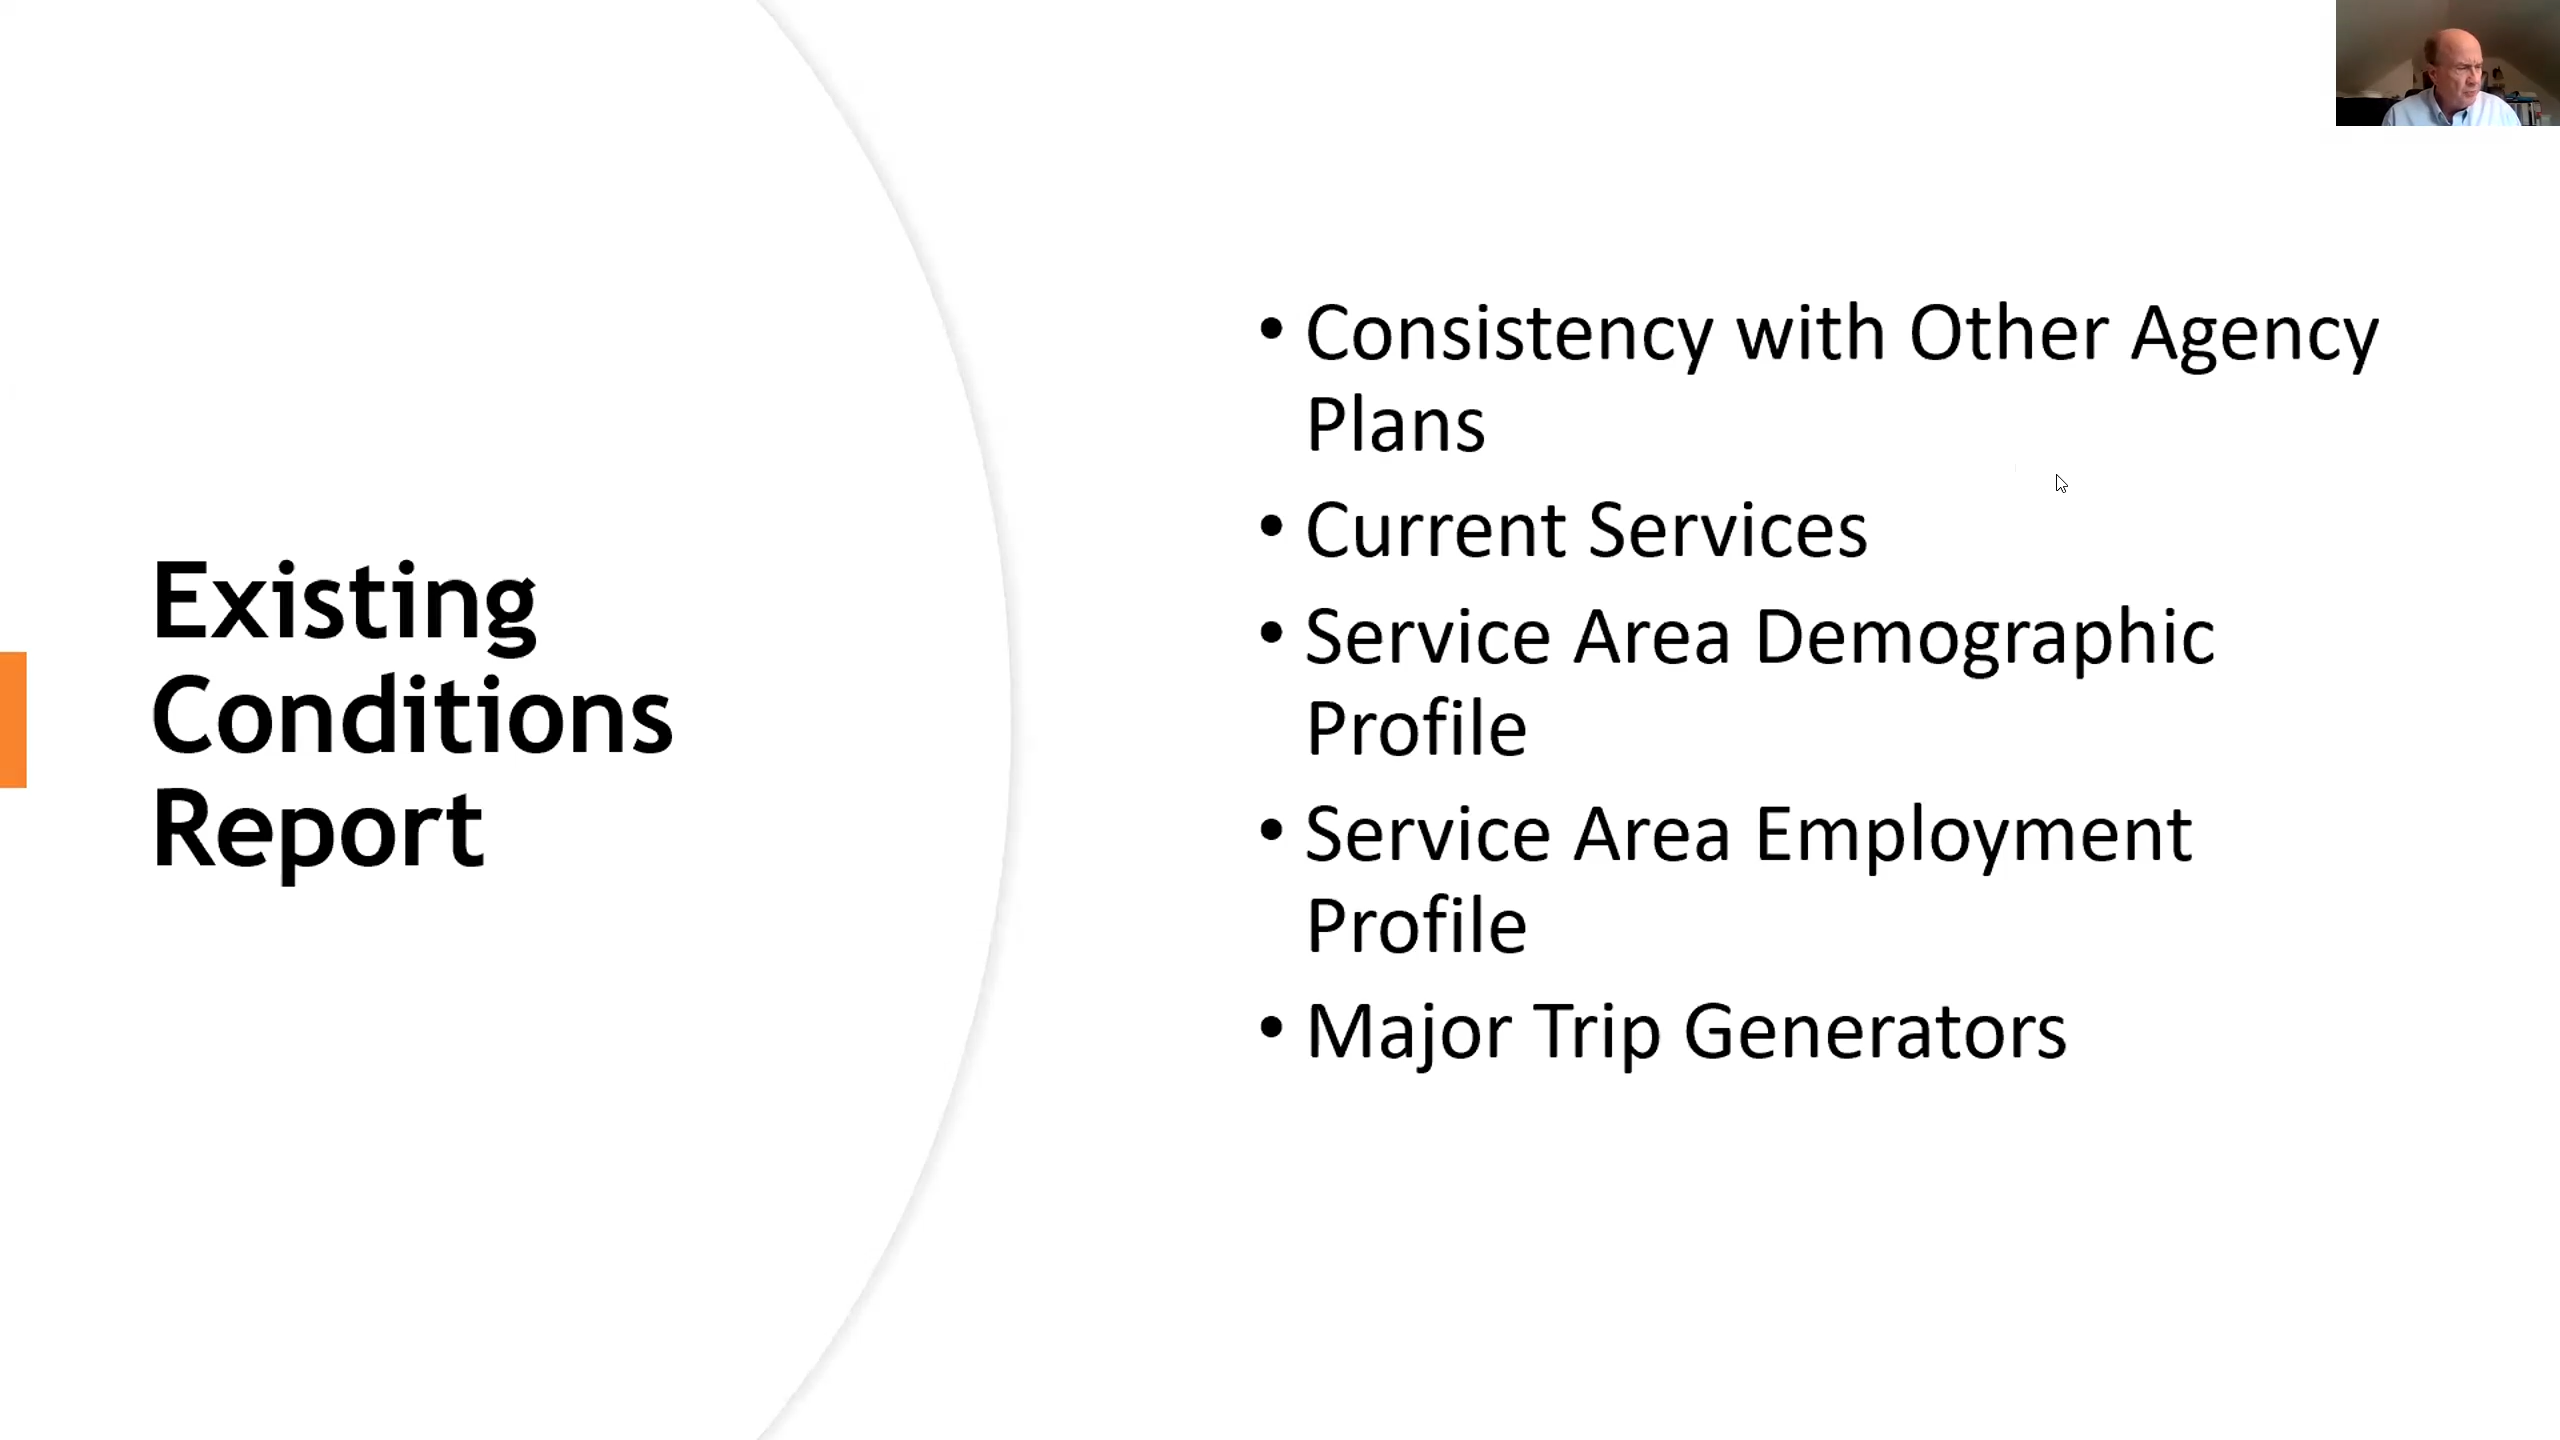 Existing
Conditions
Report
• Consistency with Other Agency
Plans
• Current Services
• Service Area Demographic
Profile
• Service Area Employment
Profile
• Major Trip Generators